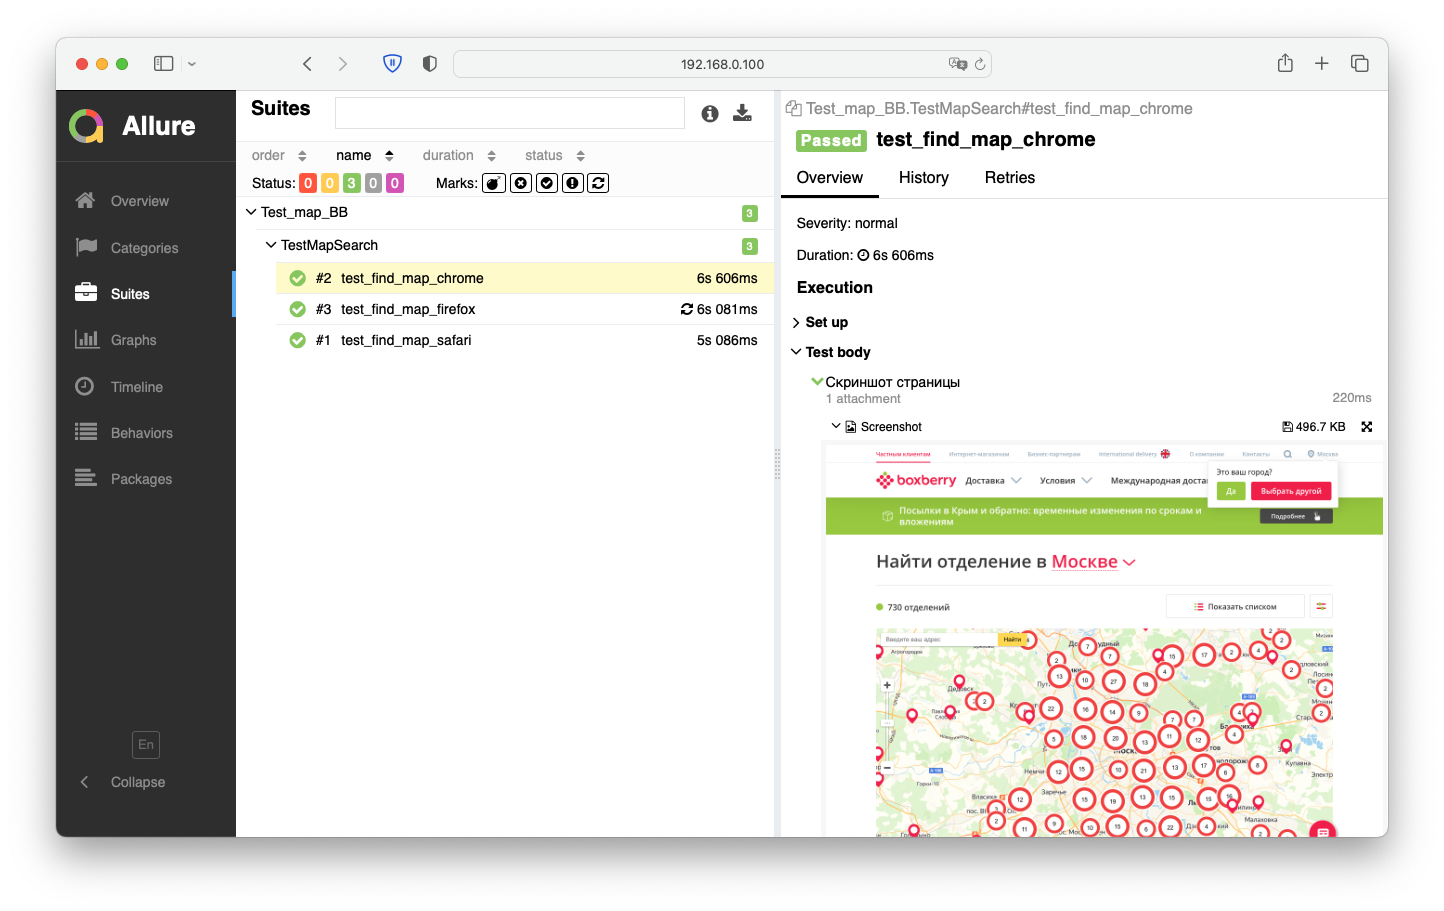 192.168.0.100
Allure
Overview
Categories
Suites
Graphs
Timeline
Behaviors
Packages
En
Collapse
Suites
order name duration status
Status: 0 0 3 0 0 Marks:
Test_map_BB 3
TestMapSearch 3
#2 test_find_map_chrome 6s 606ms
#3 test_find_map_firefox 6s 081ms
#1 test_find_map_safari 5s 086ms
Test_map_BB.TestMapSearch#test_find_map_chrome
Passed test_find_map_chrome
Overview History Retries
Severity: normal
Duration: 6s 606ms
Execution
Set up
Test body
Скриншот страницы
1 attachment 220ms
Screenshot 496.7 KB
Частным клиентам Интернет-магазинам Бизнес-партнерам International delivery О компании Контакты Москва
boxberry Доставка Условия Международная
Это ваш город?
Да Выбрать другой
Посылки в Крым и обратно: временные изменения по срокам и
вложениям
Подробнее
Найти отделение в Москве
730 отделений Показать списком
Введите ваш адрес Найти
Дедовск
Власиха
Заречье
Купавна
Малаховка